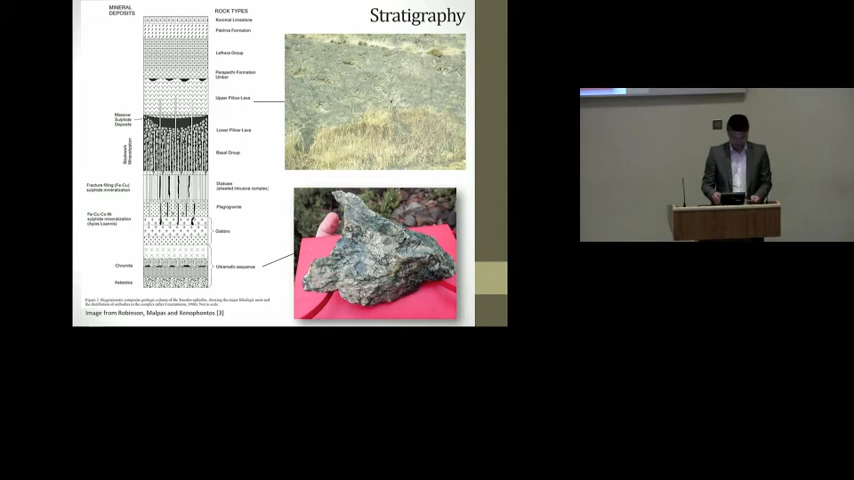 Stratigraphy
MINERAL
DEPOSITS
ROCK TYPES
Koronia Limestone
Pakhna Formation
Lefkara Group
Perapedhi Formation
Umber
Upper Pillow Lava
Massive
Sulphide
Deposits
Lower Pillow Lava
Stockwork
Mineralization
Basal Group
Fracture filling (Fe-Cu)
sulphide mineralization
Diabase
(sheeted intrusive complex)
Plagiogranite
Fe-Cu-Co-Ni
sulphide mineralization
(Ayios Ioannis)
Gabbro
Chromite
Ultramafic sequence
Asbestos
Image from Robinson, Malpas and Xenophontos [3]